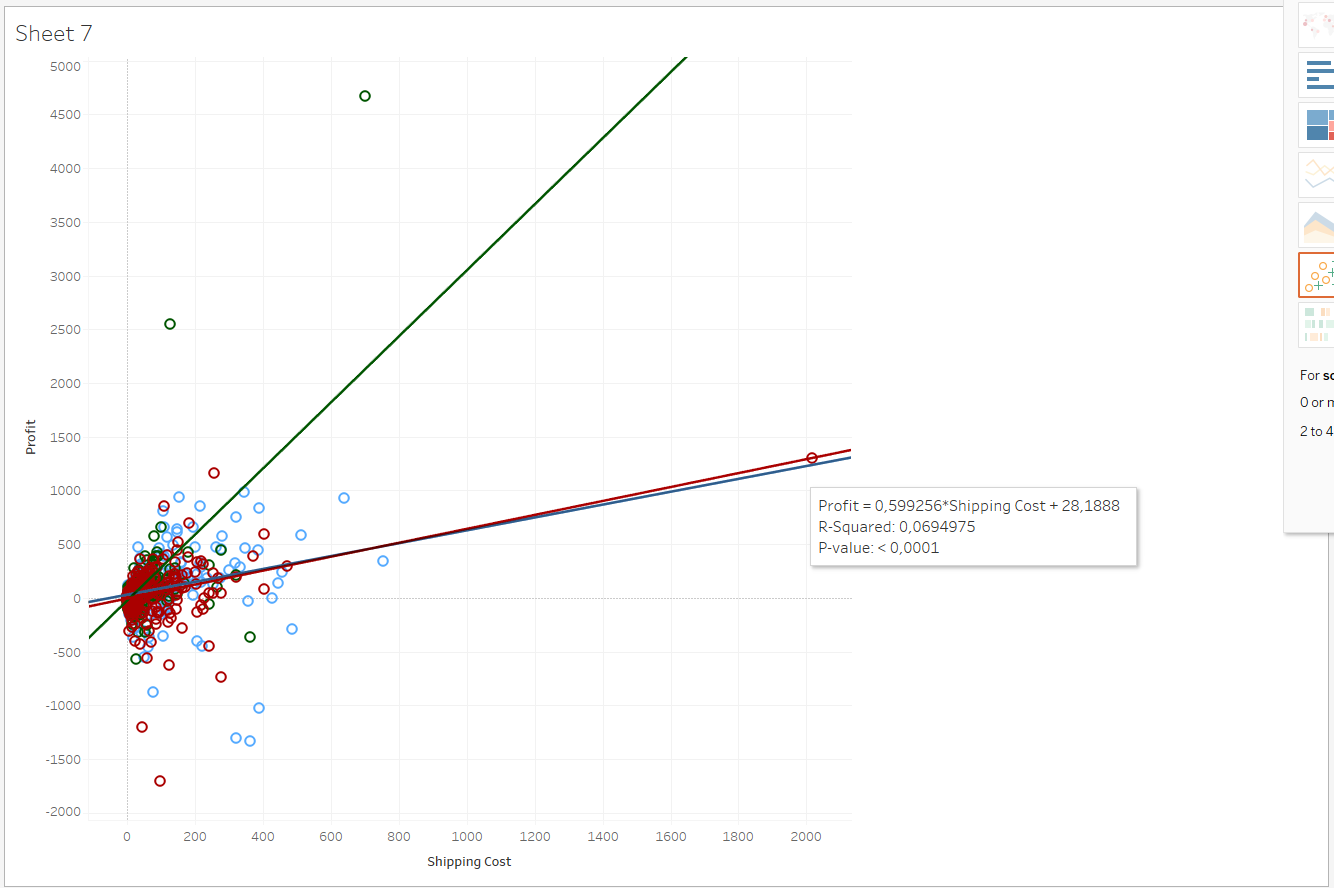 Sheet 7
5000
4500
4000
3500
3000
2500
2000
1500
1000
500
0
-500
-1000
-1500
-2000
Profit
0 200 400 600 800 1000 1200 1400 1600 1800 2000
Shipping Cost
Profit = 0,599256*Shipping Cost + 28,1888
R-Squared: 0,0694975
P-value: < 0,0001
For
0 or
2 to 4